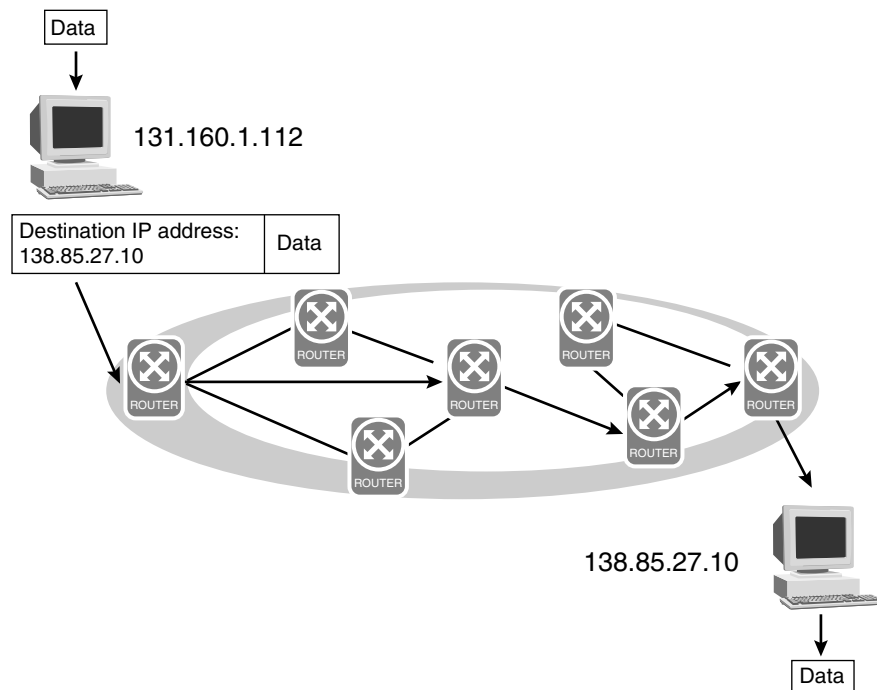 Data
131.160.1.112
Destination IP address:
138.85.27.10
Data
ROUTER
ROUTER
ROUTER
ROUTER
ROUTER
ROUTER
ROUTER
138.85.27.10
Data